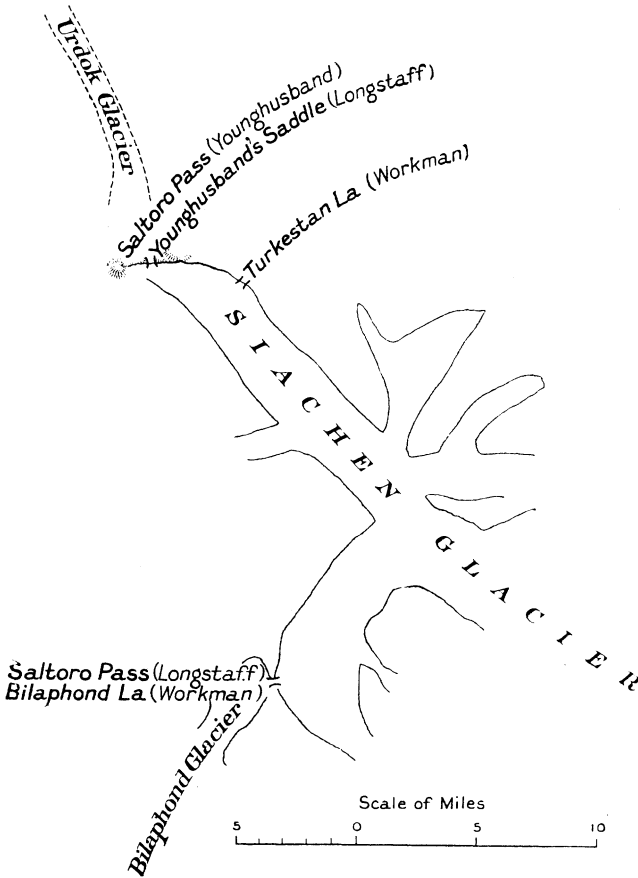 Urdok Glacier
Saltoro Pass (Younghusband)
Younghusband's Saddle (Longstaff)
Turkestan La (Workman)
SIACHEN GLACIER
Saltoro Pass (Longstaff)
Bilaphond La (Workman)
Bilaphond Glacier
Scale of Miles
5 0 5 10